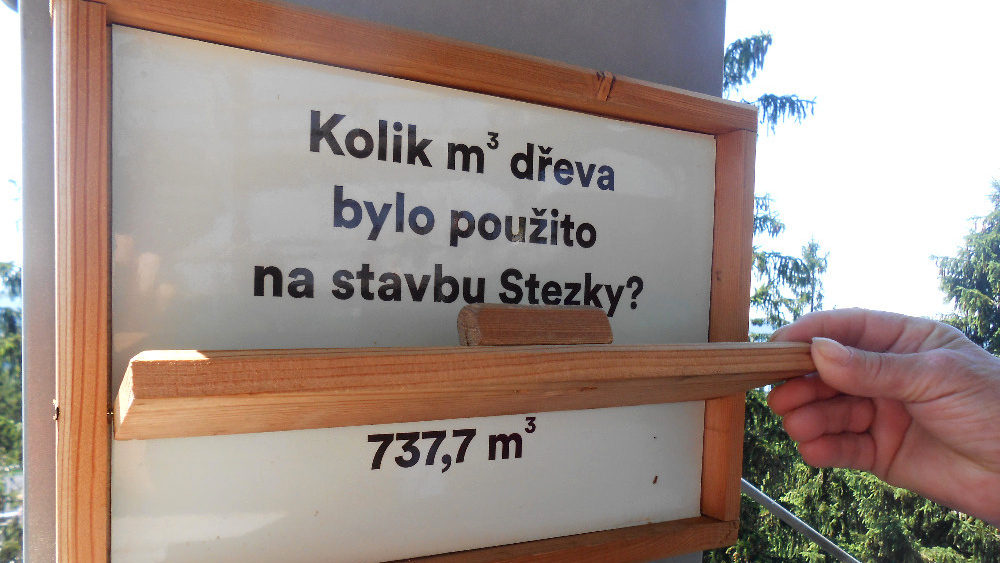 Kolik m³ dřeva
bylo použito
na stavbu Stezky?
737,7 m³